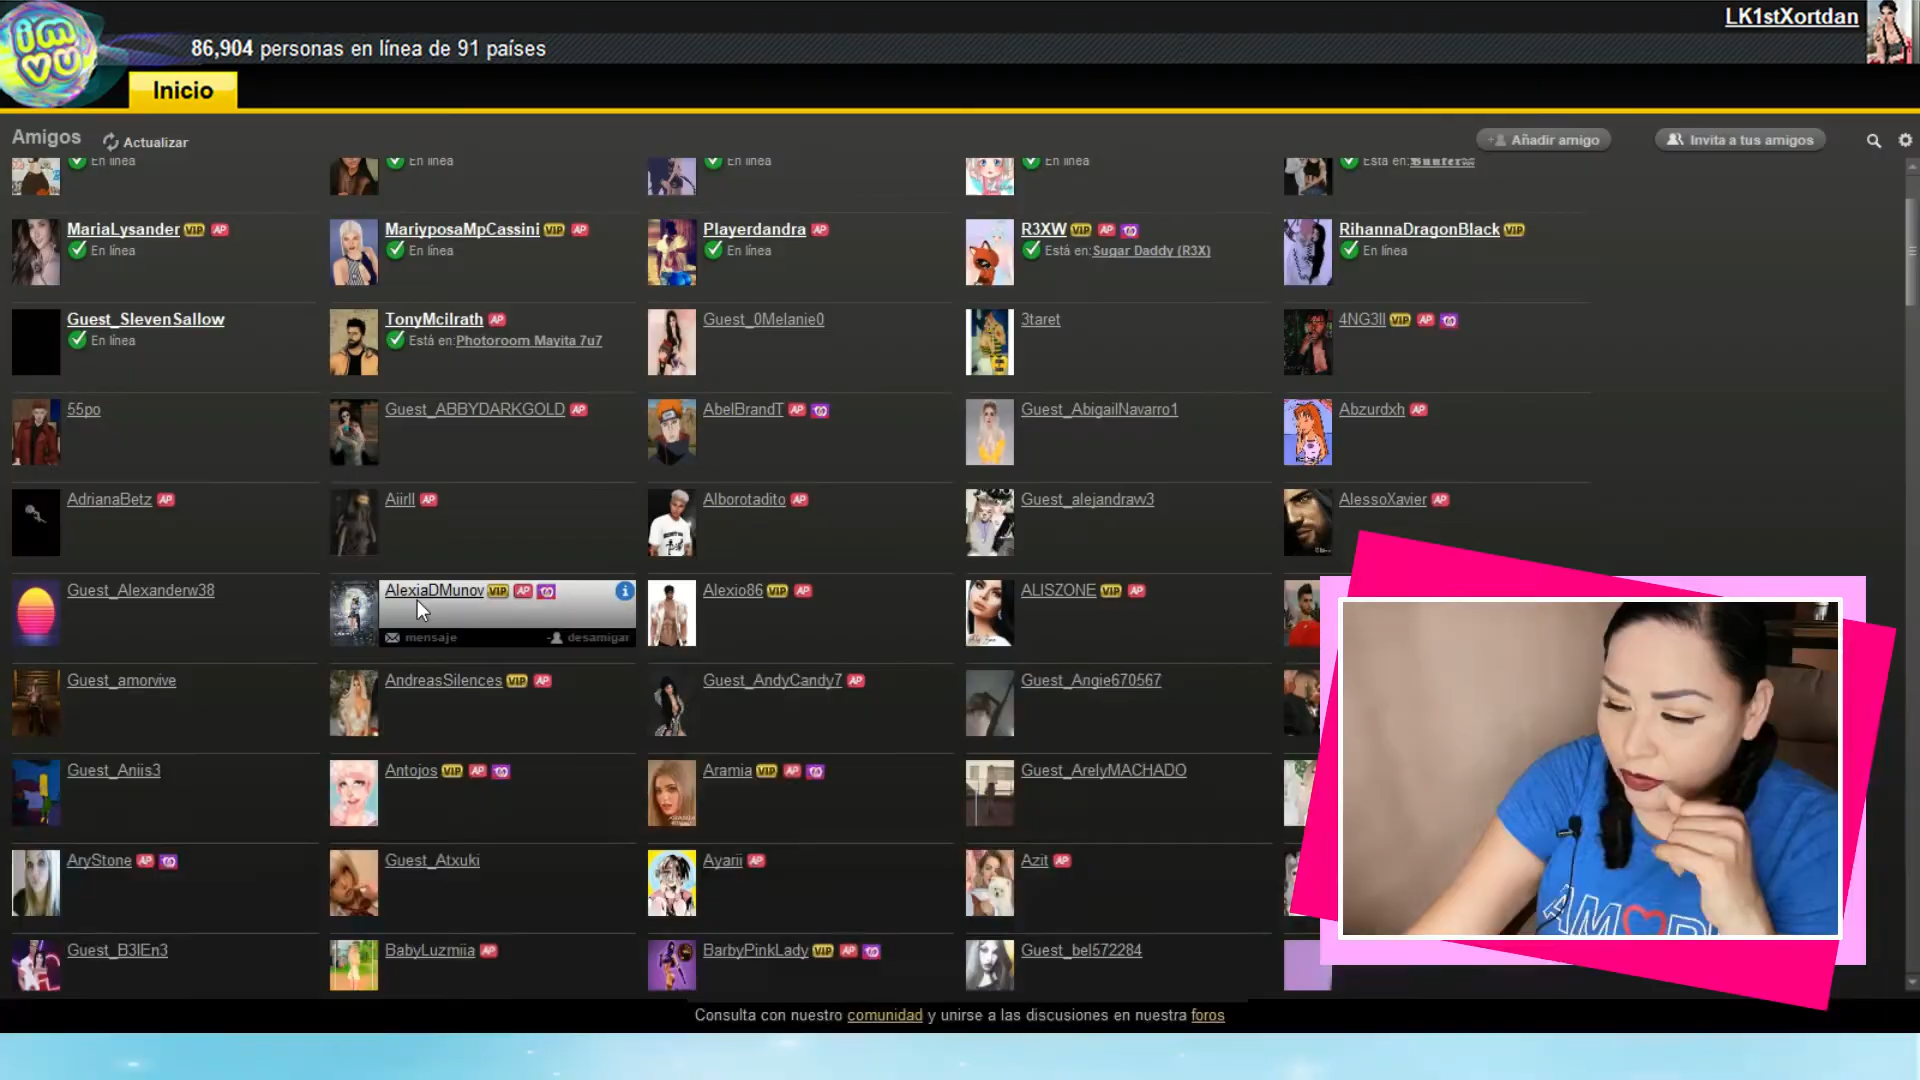 LK1stXortdan
imvu
86,904 personas en línea de 91 países
Inicio
Amigos Actualizar Añadir amigo Invita a tus amigos
En línea En línea En línea En línea Está en:
MariaLysander VIP AP MariyposaMpCassini VIP AP Playerdandra AP R3XW VIP AP RihannaDragonBlack VIP
En línea En línea En línea Está en:Sugar Daddy (R3X) En línea
Guest_SlevenSallow TonyMcilrath AP Guest_0Melanie0 3taret 4NG3ll VIP AP
En línea Está en:Photoroom Mayita 7u7
55po Guest_ABBYDARKGOLD AP AbelBrandT AP Guest_AbigailNavarro1 Abzurdxh AP
AdrianaBetz AP Aiirll AP Alborotadito AP Guest_alejandravv3 AlessoXavier AP
Guest_Alexanderw38 AlexiaDMunov VIP AP Alexio86 VIP AP ALISZONE VIP AP
mensaje desamigar
Guest_amorvive AndreasSilences VIP AP Guest_AndyCandy7 AP Guest_Angie670567
Guest_Aniis3 Antojos VIP AP Aramia VIP AP Guest_ArelyMACHADO
AryStone AP Guest_Atxuki Ayarii AP Azit AP
Guest_B3lEn3 BabyLuzmiia AP BarbyPinkLady VIP AP Guest_bel572284
Consulta con nuestro comunidad y unirse a las discusiones en nuestra foros